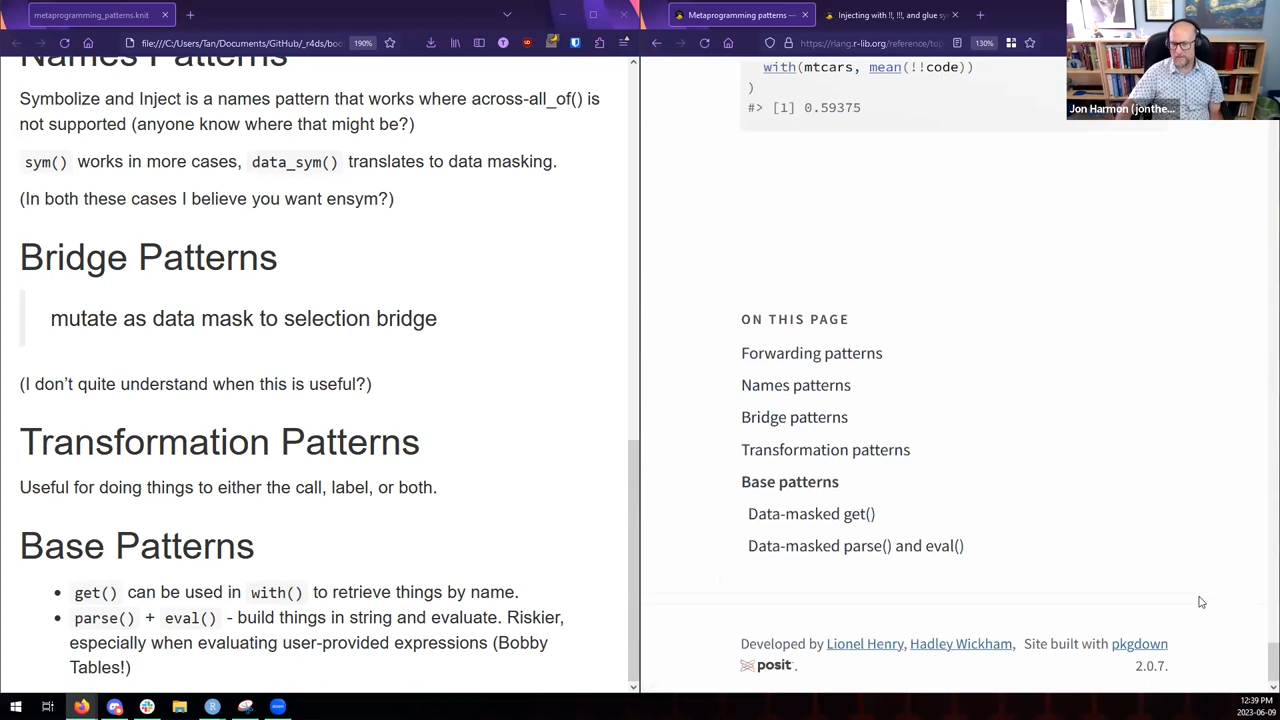 metaprogramming_patterns.knit
Metaprogramming patterns —
Injecting with !!, !!!, and glue sy
file:///C:/Users/Tan/Documents/GitHub/_r4ds/boo
190%
https://rlang.r-lib.org/reference/top
130%
Names Patterns
Symbolize and Inject is a names pattern that works where across-all_of() is
not supported (anyone know where that might be?)
sym() works in more cases, data_sym() translates to data masking.
(In both these cases I believe you want ensym?)
Bridge Patterns
mutate as data mask to selection bridge
(I don’t quite understand when this is useful?)
Transformation Patterns
Useful for doing things to either the call, label, or both.
Base Patterns
get() can be used in with() to retrieve things by name.
parse() + eval() - build things in string and evaluate. Riskier,
especially when evaluating user-provided expressions (Bobby
Tables!)
with(mtcars, mean(!!code))
)
#> [1] 0.59375
ON THIS PAGE
Forwarding patterns
Names patterns
Bridge patterns
Transformation patterns
Base patterns
Data-masked get()
Data-masked parse() and eval()
Developed by Lionel Henry, Hadley Wickham,
posit.
Site built with pkgdown
2.0.7.
Jon Harmon (jonthe...
12:39 PM
2023-06-09